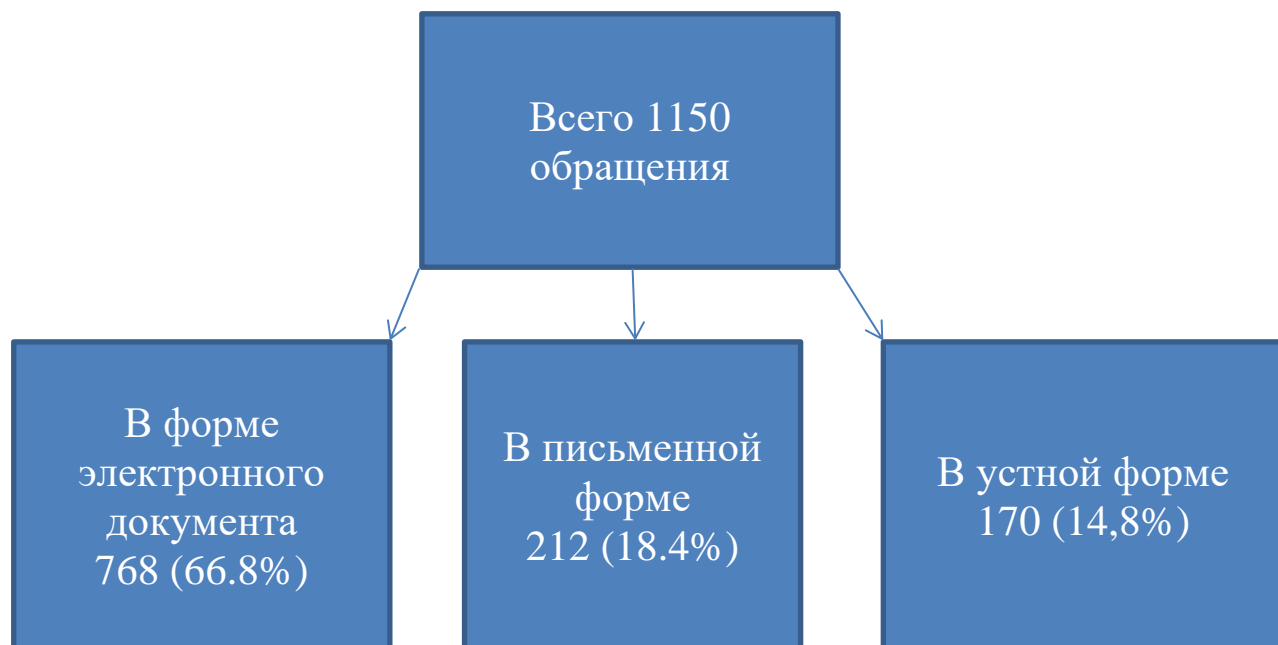 Всего 1150
обращения
В форме
электронного
документа
768 (66.8%)
В письменной
форме
212 (18.4%)
В устной форме
170 (14,8%)